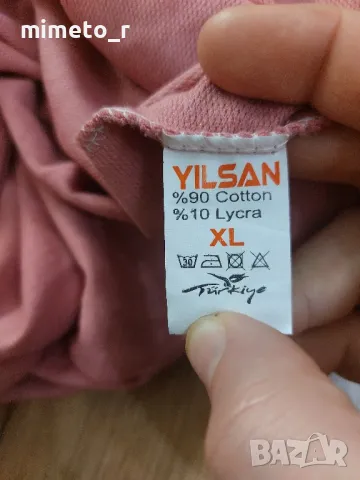 mimeto_r
YILSAN
%90 Cotton
%10 Lycra
XL
30
Türkiye
BAZAR